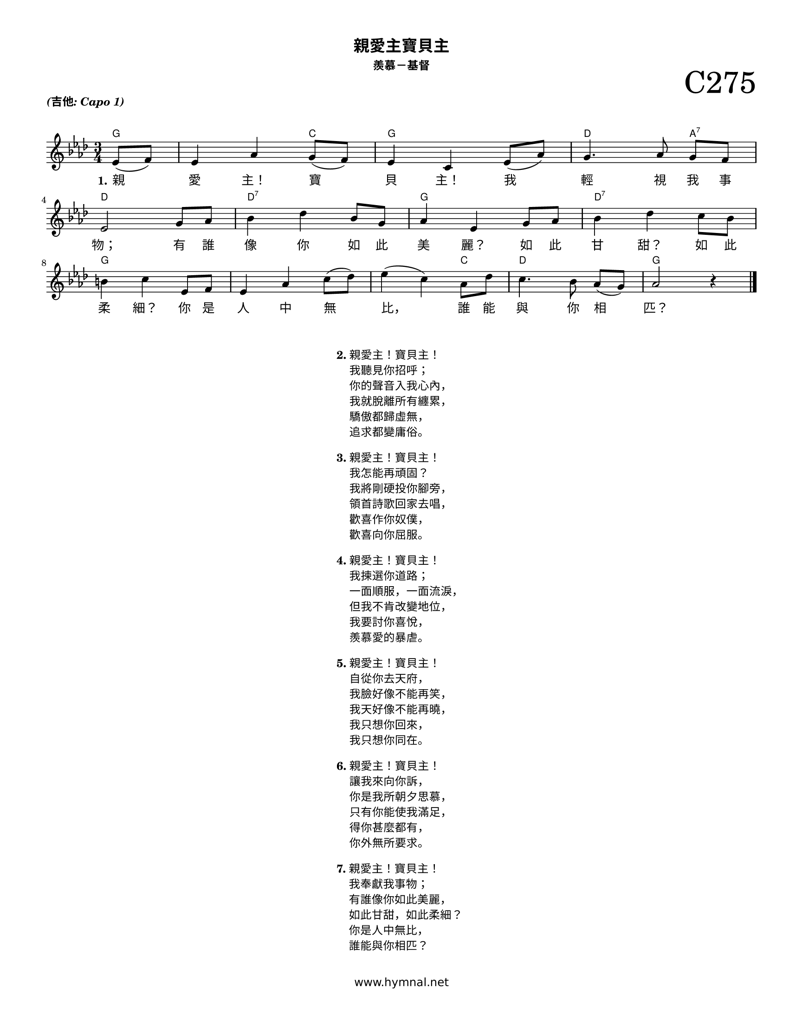 親愛主寶貝主
羨慕－基督
C275
(吉他: Capo 1)
G C G D A7
3
4
1. 親 愛 主！ 寶 貝 主！ 我 輕 視 我 事
4 D D7 G D7
物； 有 誰 像 你 如 此 美 麗？ 如 此 甘 甜？ 如 此
8 G C D G
柔 細？ 你 是 人 中 無 比， 誰 能 與 你 相 匹？
2. 親愛主！寶貝主！
我聽見你招呼；
你的聲音入我心內，
我就脫離所有纏累，
驕傲都歸虛無，
追求都變庸俗。
3. 親愛主！寶貝主！
我怎能再頑固？
我將剛硬投你腳旁，
領首詩歌回家去唱，
歡喜作你奴僕，
歡喜向你屈服。
4. 親愛主！寶貝主！
我揀選你道路；
一面順服，一面流淚，
但我不肯改變地位，
我要討你喜悅，
羨慕愛的暴虐。
5. 親愛主！寶貝主！
自從你去天府，
我臉好像不能再笑，
我天好像不能再曉，
我只想你回來，
我只想你同在。
6. 親愛主！寶貝主！
讓我來向你訴，
你是我所朝夕思慕，
只有你能使我滿足，
得你甚麼都有，
你外無所要求。
7. 親愛主！寶貝主！
我奉獻我事物；
有誰像你如此美麗，
如此甘甜，如此柔細？
你是人中無比，
誰能與你相匹？
www.hymnal.net